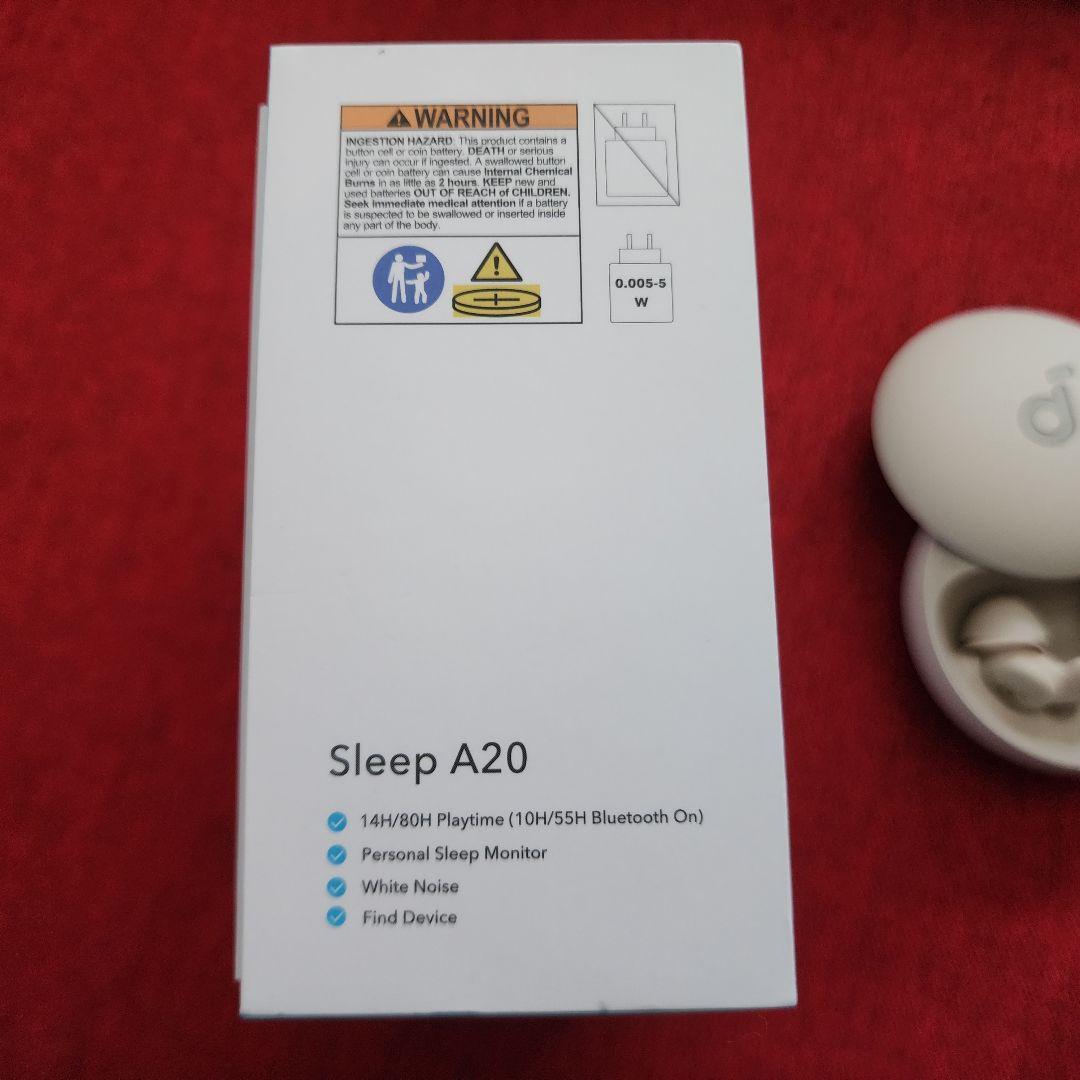 WARNING
INGESTION HAZARD: This product contains a
button cell or coin battery. DEATH or serious
injury can occur if ingested. A swallowed button
cell or coin battery can cause Internal Chemical
Burns in as little as 2 hours. KEEP new and
used batteries OUT OF REACH of CHILDREN.
Seek immediate medical attention if a battery
is suspected to be swallowed or inserted inside
any part of the body.
0.005-5
W
Sleep A20
14H/80H Playtime (10H/55H Bluetooth On)
Personal Sleep Monitor
White Noise
Find Device